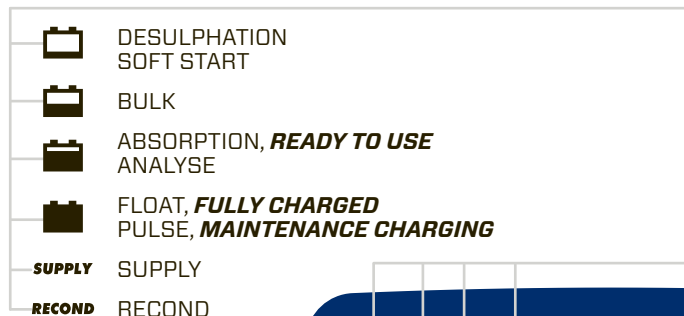 DESULPHATION
SOFT START
BULK
ABSORPTION, READY TO USE
ANALYSE
FLOAT, FULLY CHARGED
PULSE, MAINTENANCE CHARGING
SUPPLY SUPPLY
RECOND RECOND